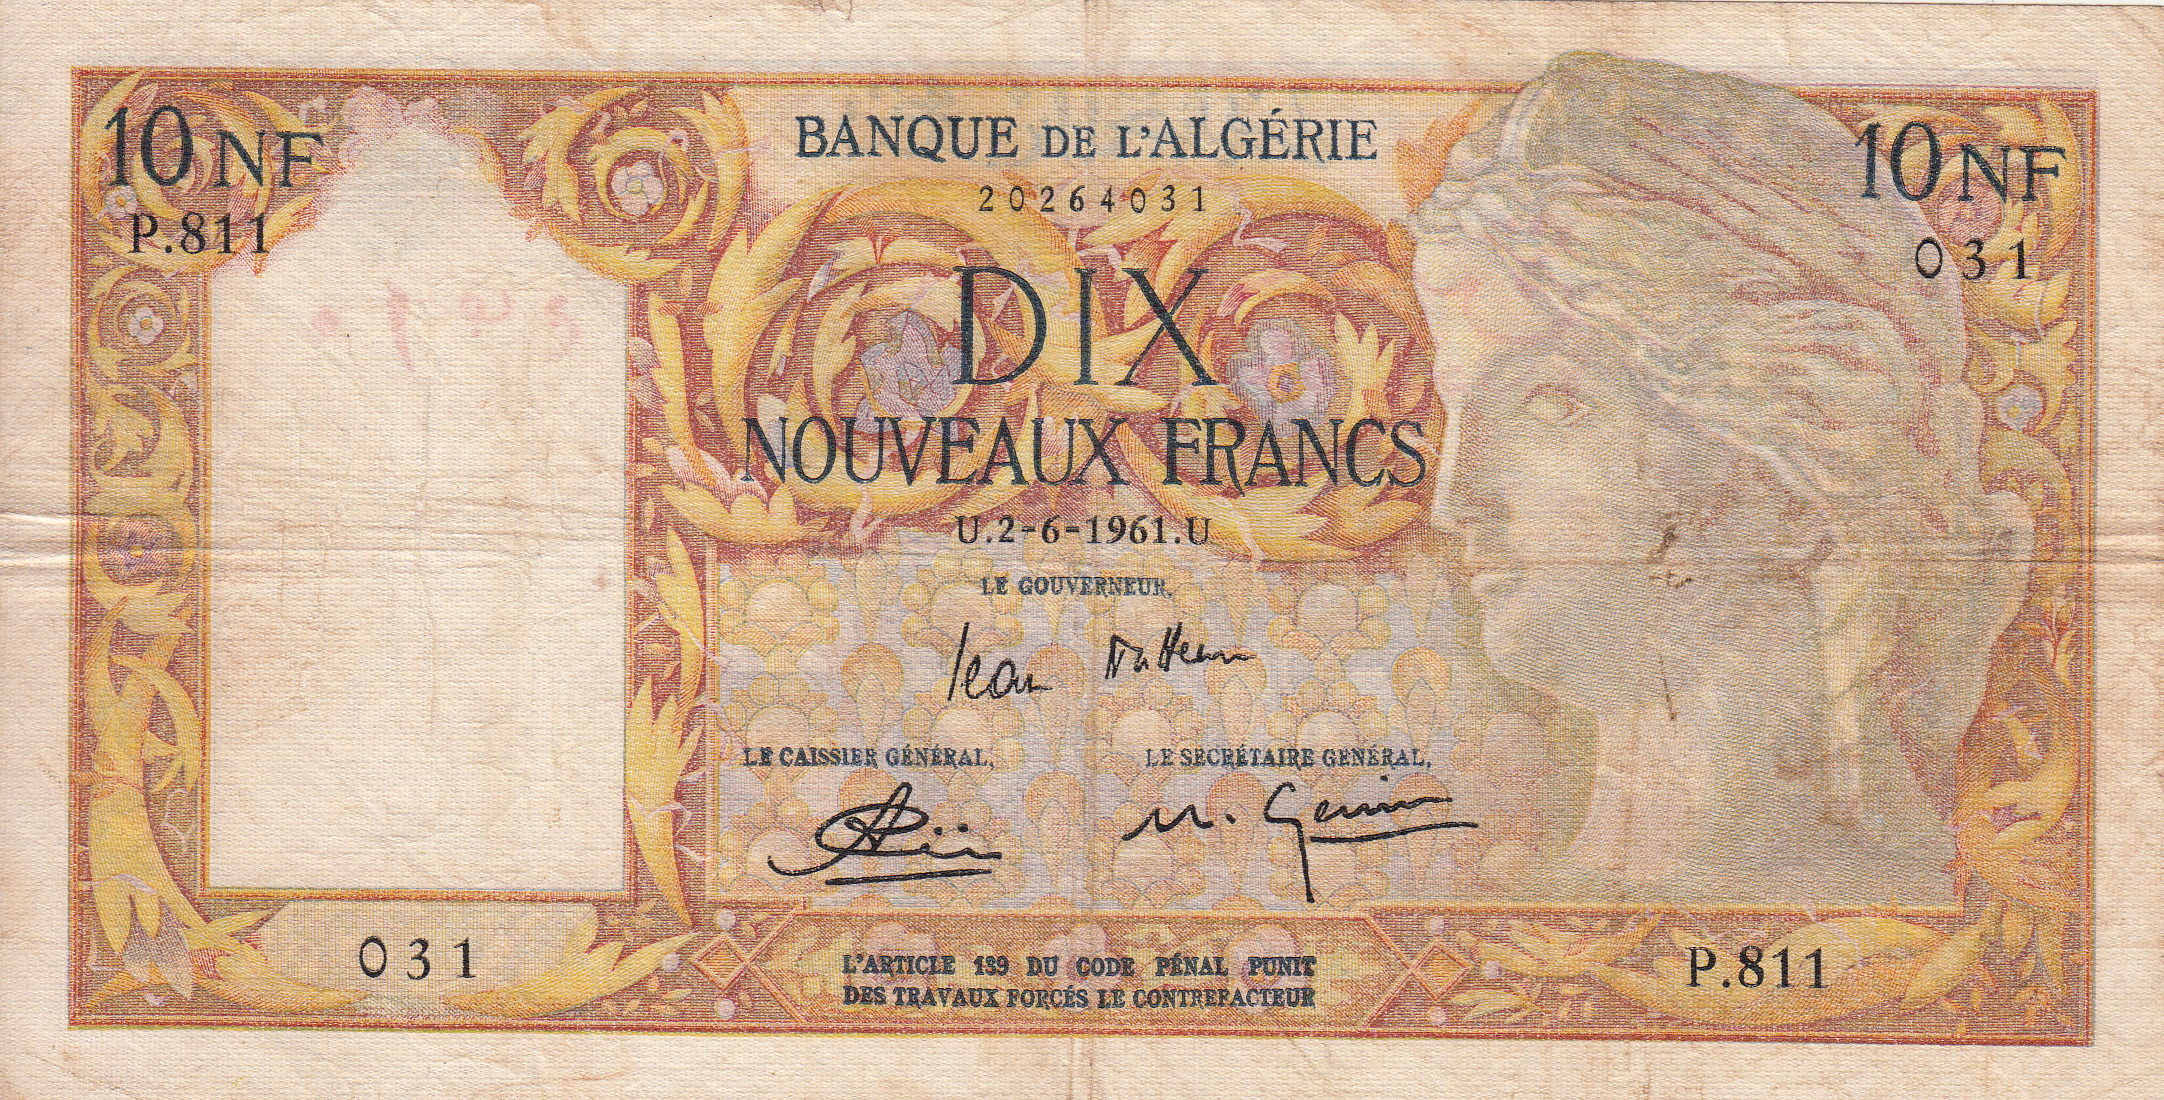 10 NF
BANQUE DE L'ALGÉRIE
10 NF
P.811
20264031
031
DIX
NOUVEAUX FRANCS
U.2-6-1961.U
LE GOUVERNEUR,
Jean
LE CAISSIER GÉNÉRAL,
LE SECRÉTAIRE GÉNÉRAL,
031
P.811
L'ARTICLE 139 DU CODE PÉNAL PUNIT
DES TRAVAUX FORCÉS LE CONTREFACTEUR